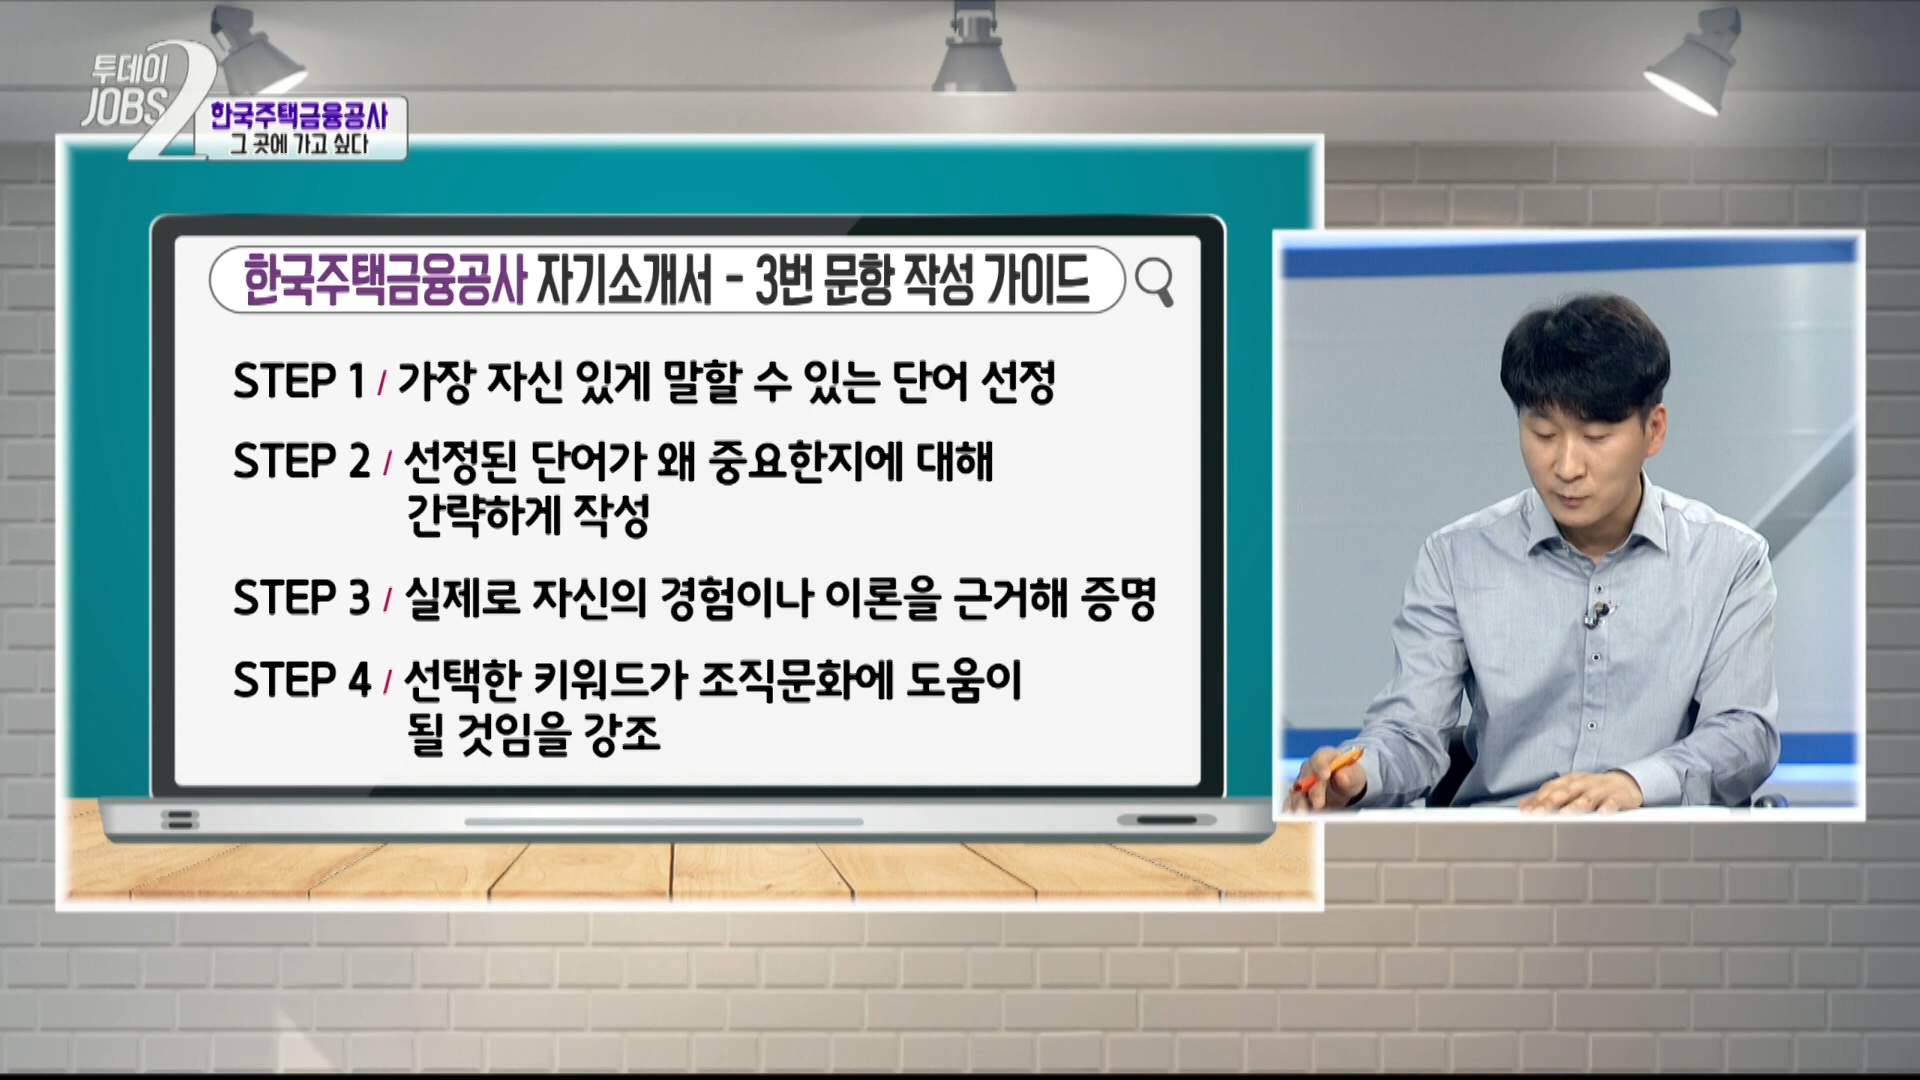 투데이
JOBS 2
한국주택금융공사
그 곳에 가고 싶다
한국주택금융공사 자기소개서 - 3번 문항 작성 가이드
STEP 1 / 가장 자신 있게 말할 수 있는 단어 선정
STEP 2 / 선정된 단어가 왜 중요한지에 대해
간략하게 작성
STEP 3 / 실제로 자신의 경험이나 이론을 근거해 증명
STEP 4 / 선택한 키워드가 조직문화에 도움이
될 것임을 강조